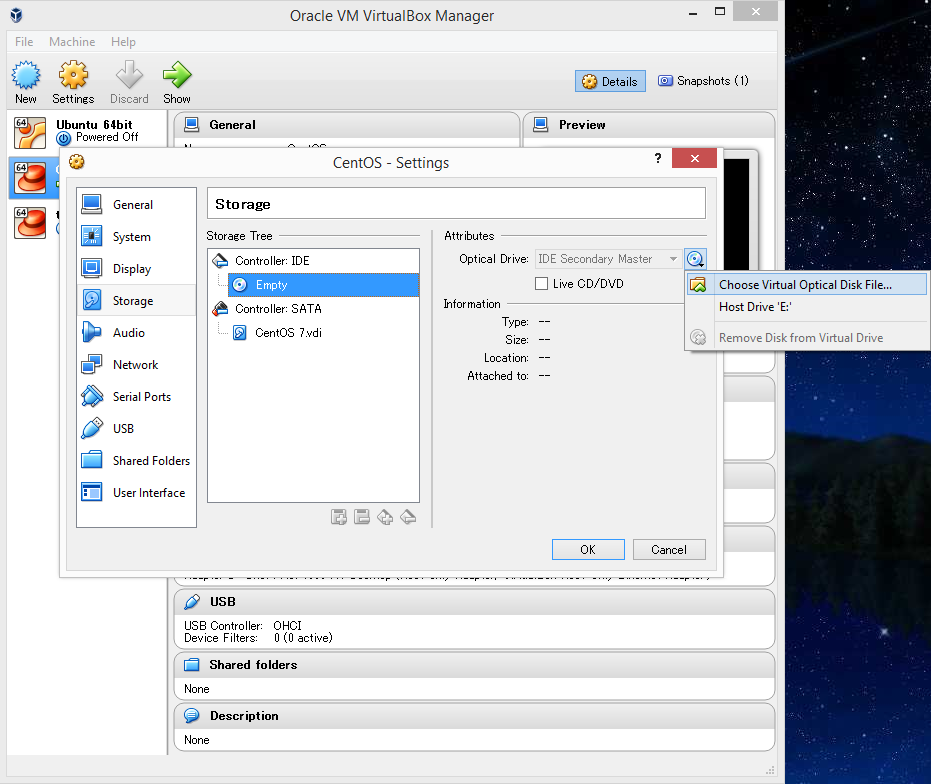 Oracle VM VirtualBox Manager
File Machine Help
New Settings Discard Show
Details Snapshots (1)
64 Ubuntu 64bit
Powered Off
64
64
General
Preview
CentOS - Settings
?
General
System
Display
Storage
Audio
Network
Serial Ports
USB
Shared Folders
User Interface
Storage
Storage Tree
Controller: IDE
Empty
Controller: SATA
CentOS 7.vdi
Attributes
Optical Drive: IDE Secondary Master
Live CD/DVD
Information
Type: --
Size: --
Location: --
Attached to: --
Choose Virtual Optical Disk File...
Host Drive 'E:'
Remove Disk from Virtual Drive
OK Cancel
USB
USB Controller: OHCI
Device Filters: 0 (0 active)
Shared folders
None
Description
None